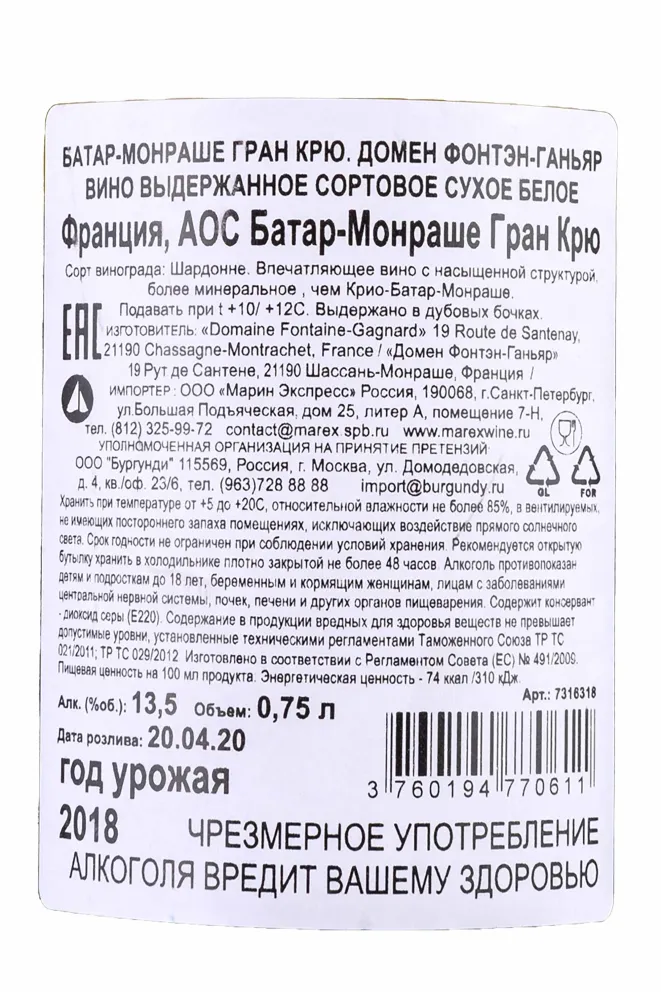 БАТАР-МОНРАШЕ ГРАН КРЮ. ДОМЕН ФОНТЭН-ГАНЬЯР
ВИНО ВЫДЕРЖАННОЕ СОРТОВОЕ СУХОЕ БЕЛОЕ
Франция, АОС Батар-Монраше Гран Крю
Сорт винограда: Шардонне. Впечатляющее вино с насыщенной структурой,
более минеральное , чем Крио-Батар-Монраше.
Подавать при t +10/ +12С. Выдержано в дубовых бочках.
изготовитель: «Domaine Fontaine-Gagnard» 19 Route de Santenay,
21190 Chassagne-Montrachet, France / «Домен Фонтэн-Ганьяр»
19 Рут де Сантене, 21190 Шассань-Монраше, Франция /
ИМПОРТЕР: ООО «Марин Экспресс» Россия, 190068, г.Санкт-Петербург,
ул.Большая Подъяческая, дом 25, литер А, помещение 7-Н,
тел. (812) 325-99-72 contact@marex spb.ru www.marexwine.ru
УПОЛНОМОЧЕННАЯ ОРГАНИЗАЦИЯ НА ПРИНЯТИЕ ПРЕТЕНЗИЙ
ООО "Бургунди" 115569, Россия, г. Москва, ул. Домодедовская,
д. 4, кв./оф. 23/6, тел. (963)728 88 88 import@burgundy.ru
EAC
GL FOR
Хранить при температуре от +5 до +20С, относительной влажности не более 85%, в вентилируемых,
не имеющих постороннего запаха помещениях, исключающих воздействие прямого солнечного
света. Срок годности не ограничен при соблюдении условий хранения. Рекомендуется открытую
бутылку хранить в холодильнике плотно закрытой не более 48 часов. Алкоголь противопоказан
детям и подросткам до 18 лет, беременным и кормящим женщинам, лицам с заболеваниями
центральной нервной системы, почек, печени и других органов пищеварения. Содержит консервант
- диоксид серы (Е220). Содержание в продукции вредных для здоровья веществ не превышает
допустимые уровни, установленные техническими регламентами Таможенного Союза ТР ТС
021/2011; ТР ТС 029/2012 Изготовлено в соответствии с Регламентом Совета (ЕС) № 491/2009.
Пищевая ценность на 100 мл продукта. Энергетическая ценность - 74 ккал /310 кДж.
Арт.: 7316318
Алк. (%об.): 13,5 Объем: 0,75 л
Дата розлива: 20.04.20
год урожая
2018
3 760194 770611
ЧРЕЗМЕРНОЕ УПОТРЕБЛЕНИЕ
АЛКОГОЛЯ ВРЕДИТ ВАШЕМУ ЗДОРОВЬЮ